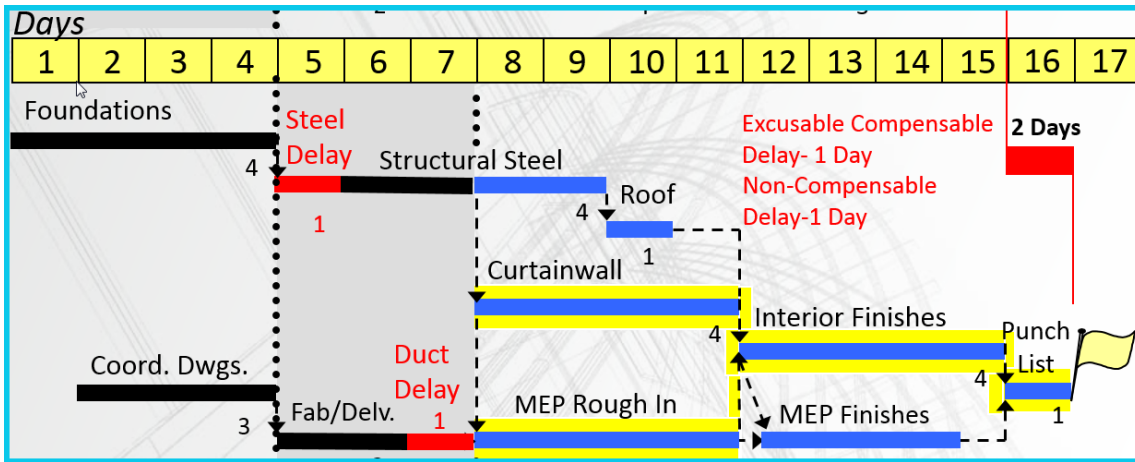 Days
1 2 3 4 5 6 7 8 9 10 11 12 13 14 15 16 17
Foundations
4
Steel
Delay
1
Structural Steel
4
Roof
1
Excusable Compensable
Delay- 1 Day
Non-Compensable
Delay-1 Day
2 Days
Curtainwall
4
Interior Finishes
4
Punch
List
1
Coord. Dwgs.
3
Duct
Delay
1
Fab/Delv.
MEP Rough In
MEP Finishes